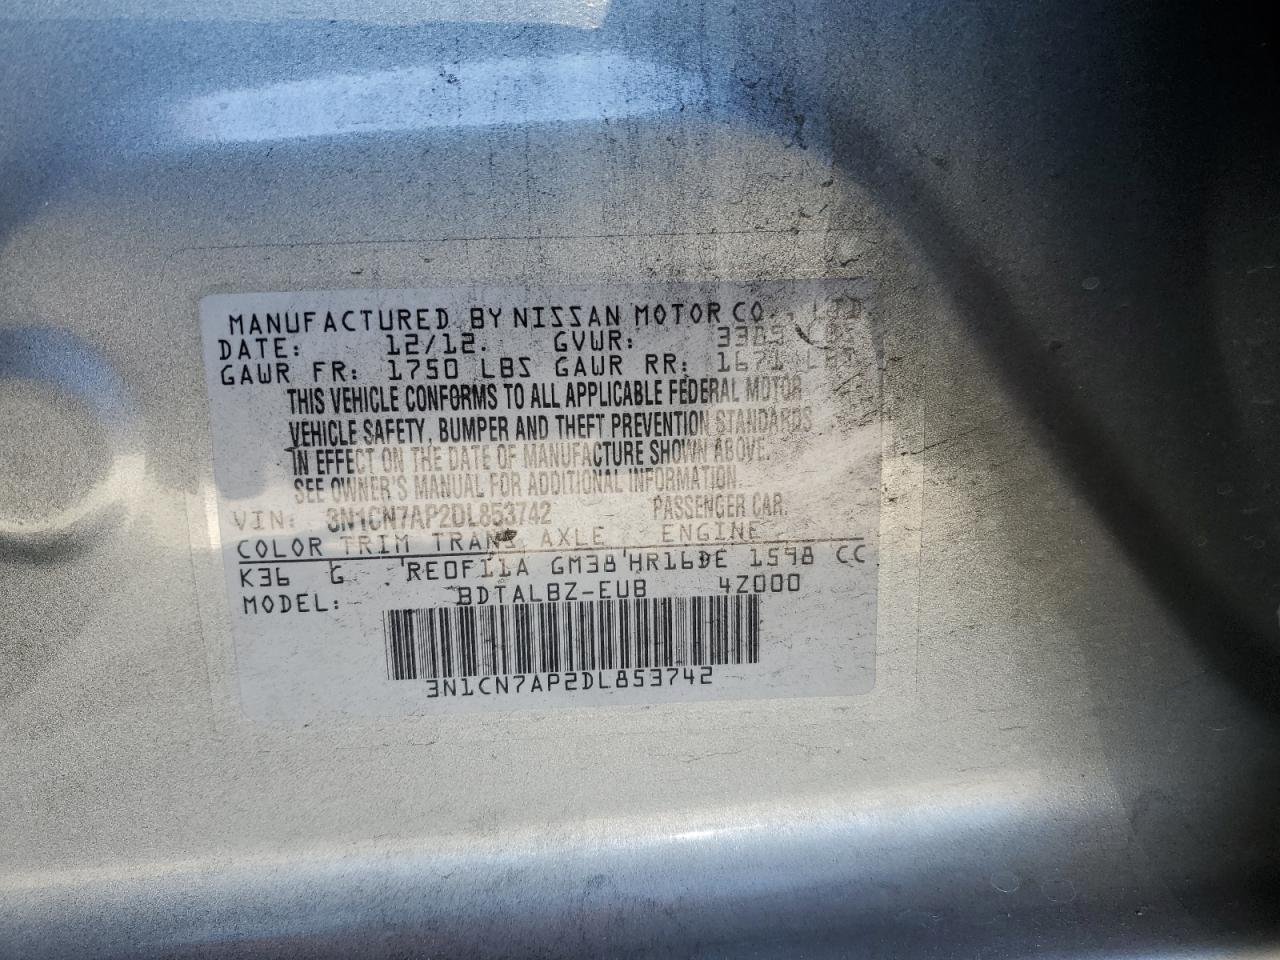 MANUFACTURED BY NISSAN MOTOR CO., LTD.
DATE: 12/12. GVWR: 3385 LBS
GAWR FR: 1750 LBS GAWR RR: 1671 LBS
THIS VEHICLE CONFORMS TO ALL APPLICABLE FEDERAL MOTOR
VEHICLE SAFETY, BUMPER AND THEFT PREVENTION STANDARDS
IN EFFECT ON THE DATE OF MANUFACTURE SHOWN ABOVE.
SEE OWNER'S MANUAL FOR ADDITIONAL INFORMATION.
VIN: 3N1CN7AP2DL853742 PASSENGER CAR.
COLOR TRIM TRANS AXLE ENGINE
K36 G RE0F11A GM38 HR16DE 1598 CC
MODEL: BDTALBZ-EUB 4Z000
3N1CN7AP2DL853742